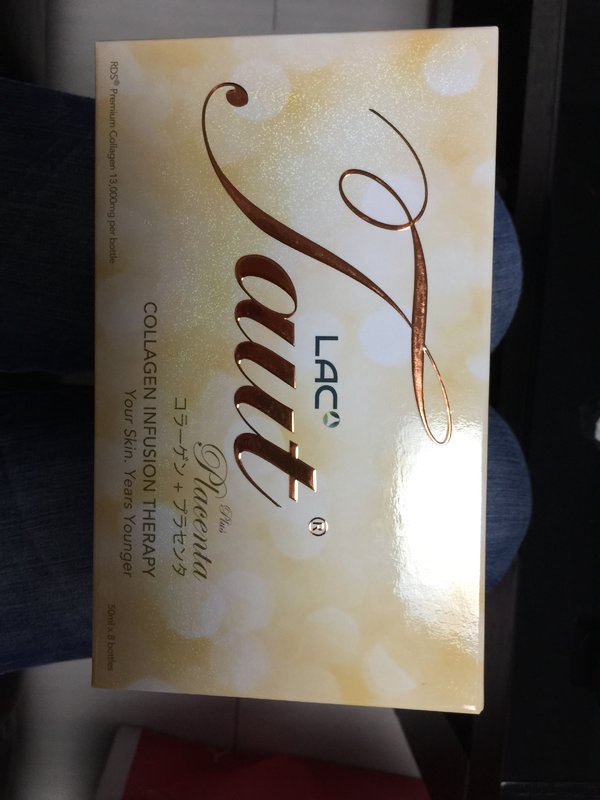 LAC
Taut®
Plus
Placenta
コラーゲン + プラセンタ
COLLAGEN INFUSION THERAPY
Your Skin. Years Younger
RDS® Premium Collagen 13,000mg per bottle
50ml x 8 bottles